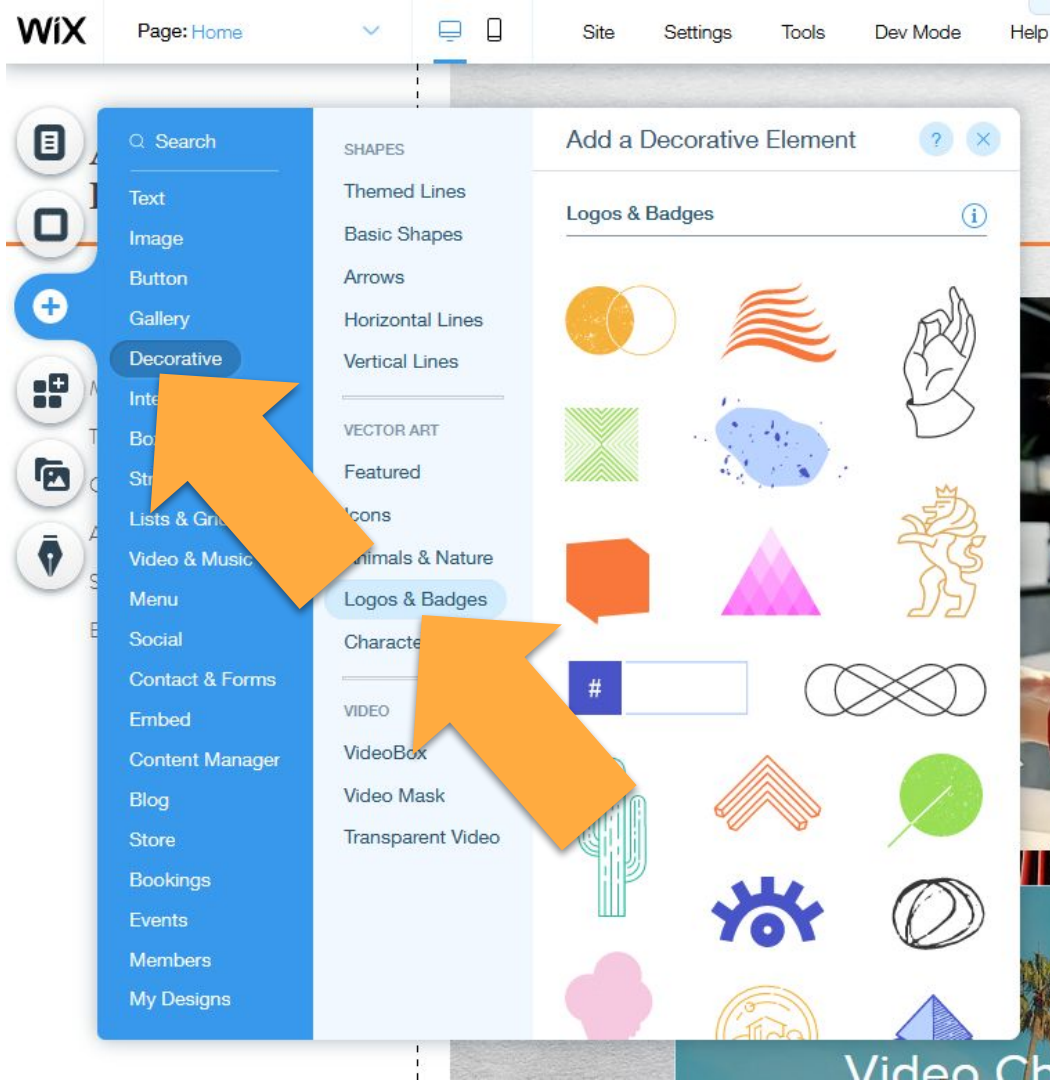 WiX
Page: Home
Site
Settings
Tools
Dev Mode
Help
Search
Text
Image
Button
Gallery
Decorative
Inte
Bo
St
Lists & Gri
Video & Music
Menu
Social
Contact & Forms
Embed
Content Manager
Blog
Store
Bookings
Events
Members
My Designs
SHAPES
Themed Lines
Basic Shapes
Arrows
Horizontal Lines
Vertical Lines
VECTOR ART
Featured
Icons
Animals & Nature
Logos & Badges
Characte
VIDEO
VideoBox
Video Mask
Transparent Video
Add a Decorative Element
?
Logos & Badges
i
#
Video Ch